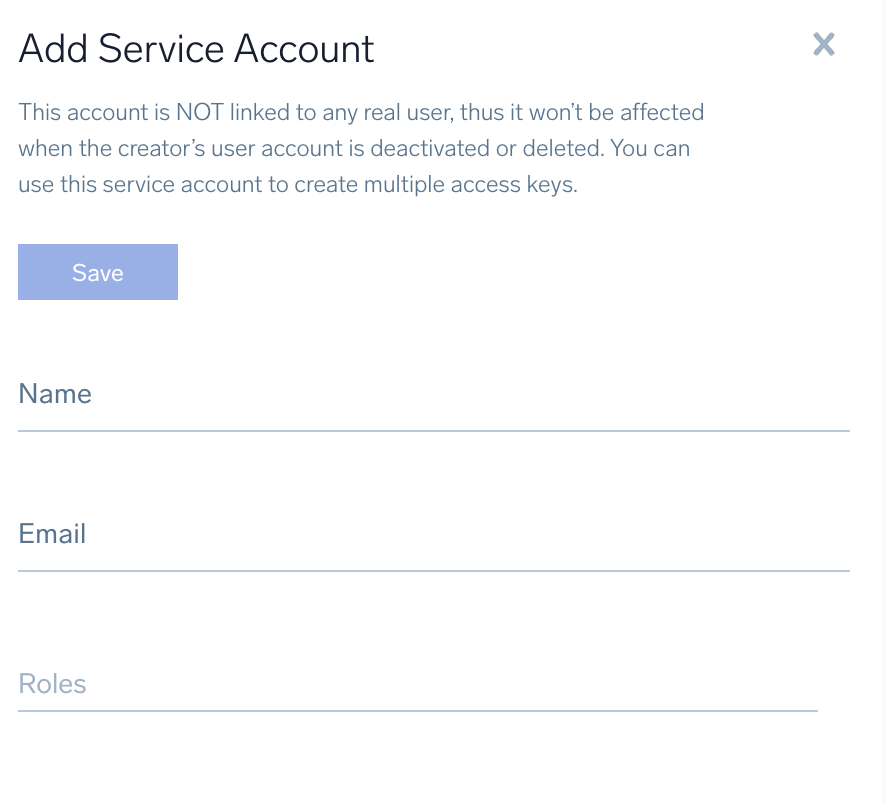 Add Service Account
This account is NOT linked to any real user, thus it won’t be affected
when the creator’s user account is deactivated or deleted. You can
use this service account to create multiple access keys.
Save
Name
Email
Roles